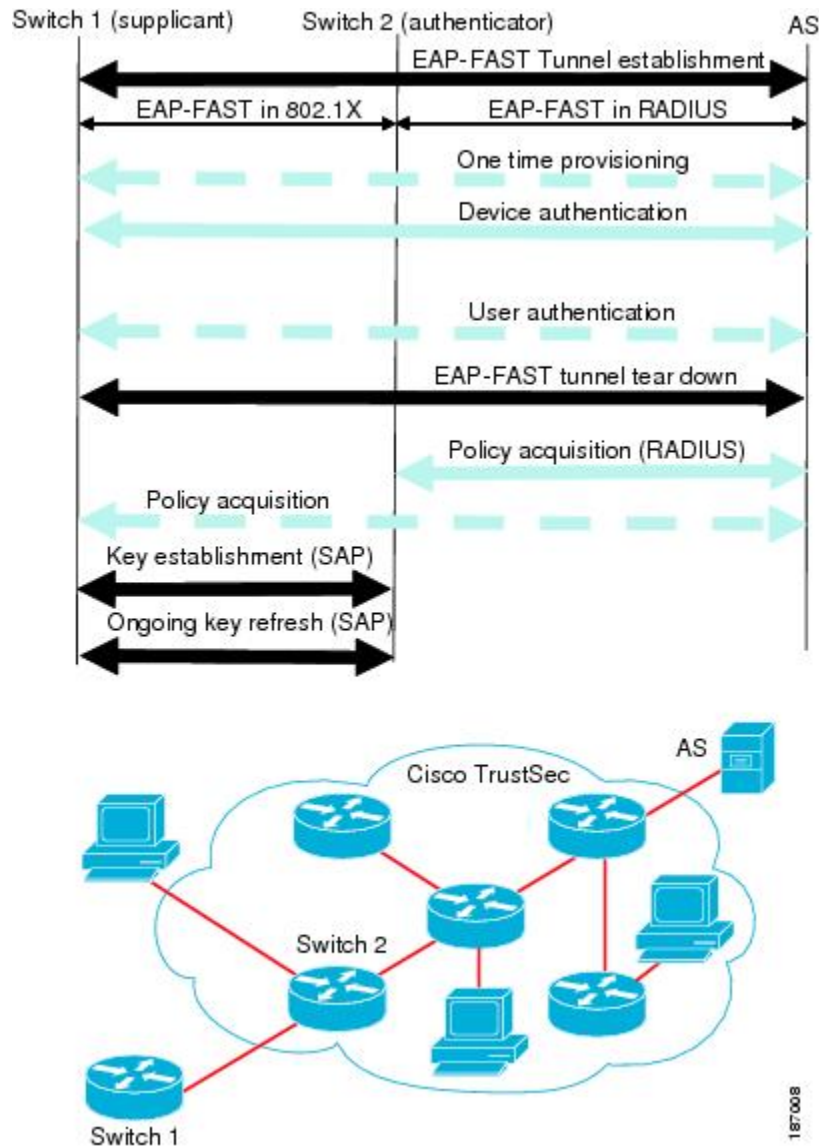 Switch 1 (supplicant) Switch 2 (authenticator) AS
EAP-FAST Tunnel establishment
EAP-FAST in 802.1X EAP-FAST in RADIUS
One time provisioning
Device authentication
User authentication
EAP-FAST tunnel tear down
Policy acquisition (RADIUS)
Policy acquisition
Key establishment (SAP)
Ongoing key refresh (SAP)
AS
Cisco TrustSec
Switch 2
Switch 1
187008